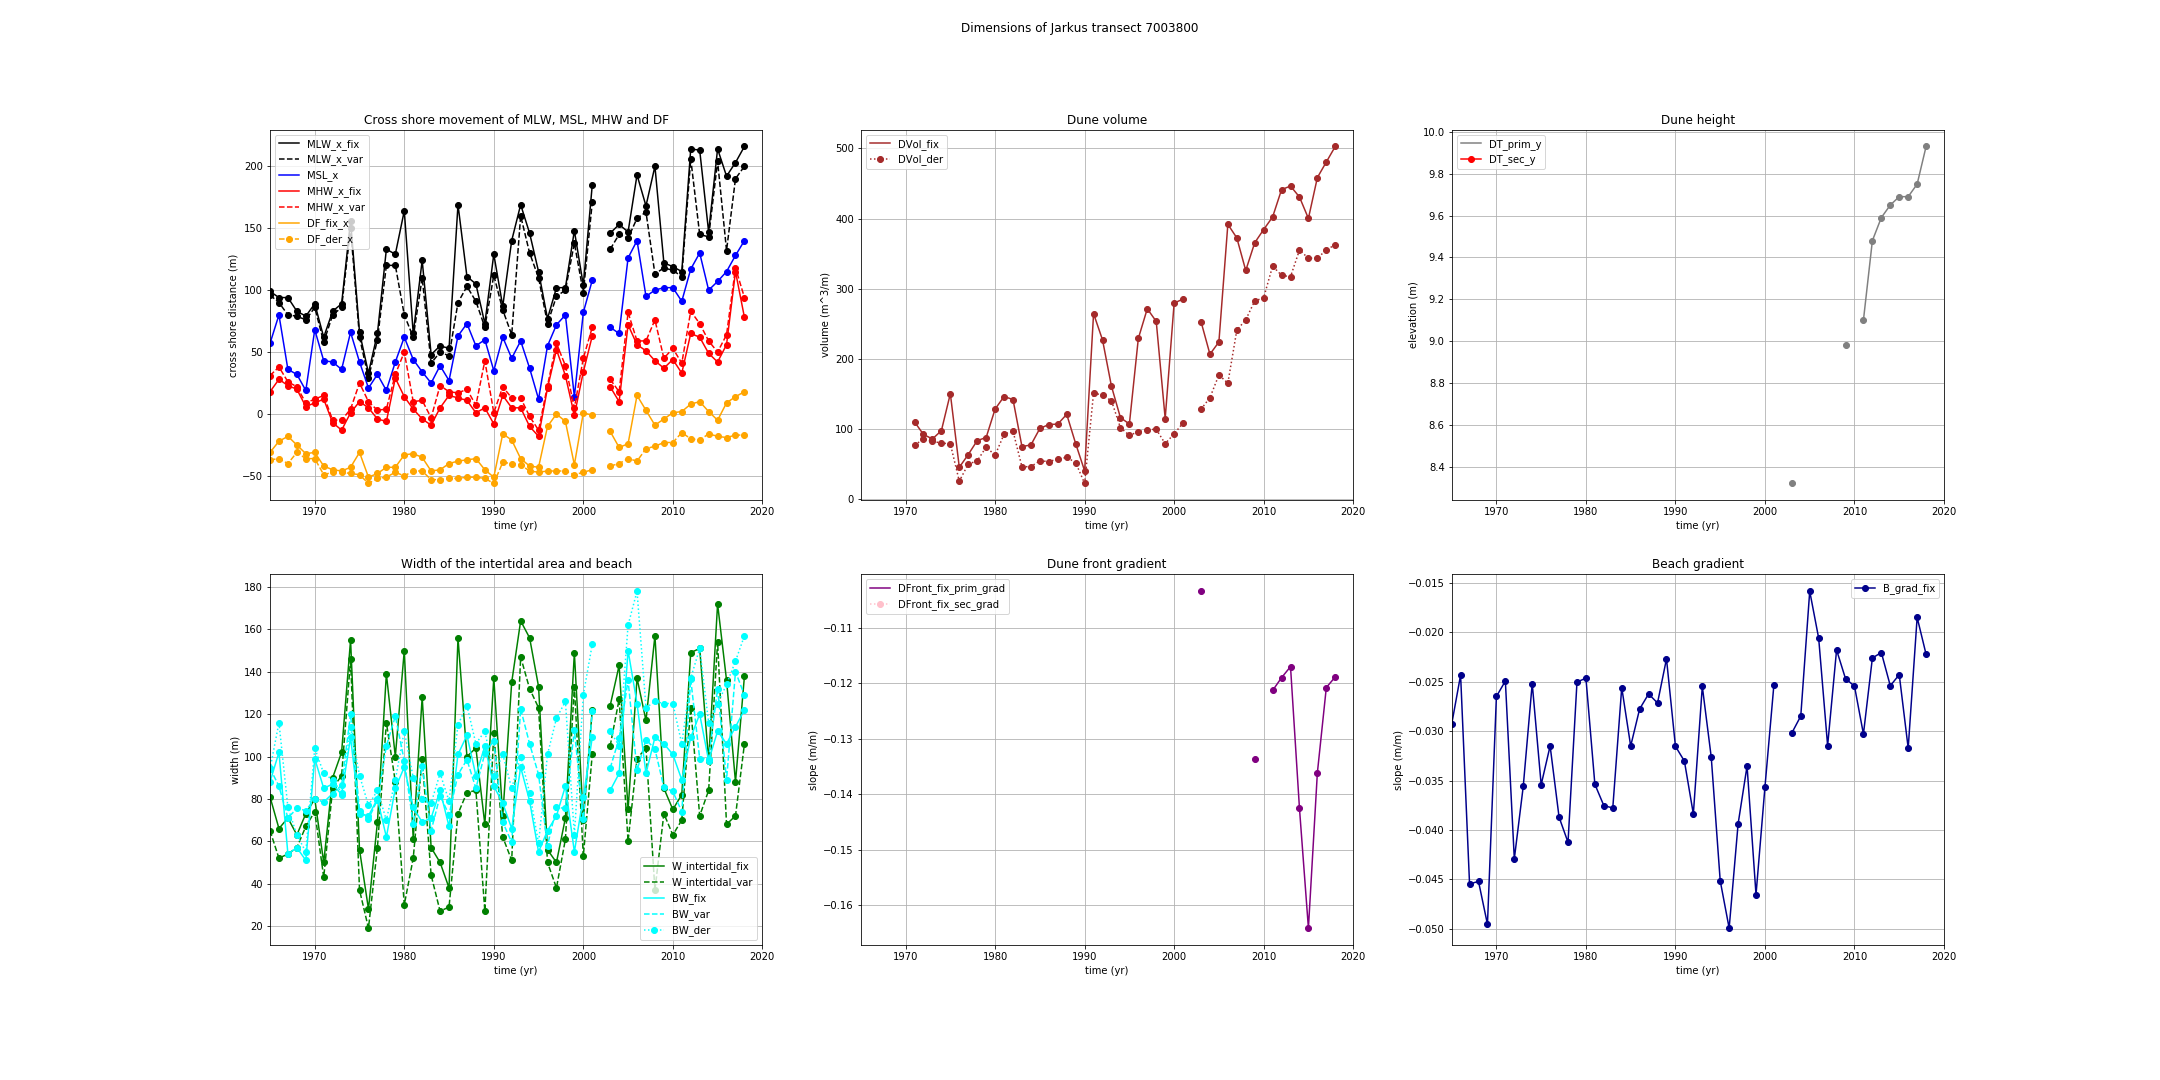 Dimensions of Jarkus transect 7003800
Cross shore movement of MLW, MSL, MHW and DF
MLW_x_fix
MLW_x_var
MSL_x
MHW_x_fix
MHW_x_var
DF_fix_x
DF_der_x
cross shore distance (m)
200
150
100
50
0
−50
1970 1980 1990 2000 2010 2020
time (yr)
Dune volume
DVol_fix
DVol_der
volume (m^3/m)
500
400
300
200
100
0
1970 1980 1990 2000 2010 2020
time (yr)
Dune height
DT_prim_y
DT_sec_y
elevation (m)
10.0
9.8
9.6
9.4
9.2
9.0
8.8
8.6
8.4
1970 1980 1990 2000 2010 2020
time (yr)
Width of the intertidal area and beach
width (m)
180
160
140
120
100
80
60
40
20
W_intertidal_fix
W_intertidal_var
BW_fix
BW_var
BW_der
1970 1980 1990 2000 2010 2020
time (yr)
Dune front gradient
DFront_fix_prim_grad
DFront_fix_sec_grad
slope (m/m)
−0.11
−0.12
−0.13
−0.14
−0.15
−0.16
1970 1980 1990 2000 2010 2020
time (yr)
Beach gradient
B_grad_fix
slope (m/m)
−0.015
−0.020
−0.025
−0.030
−0.035
−0.040
−0.045
−0.050
1970 1980 1990 2000 2010 2020
time (yr)